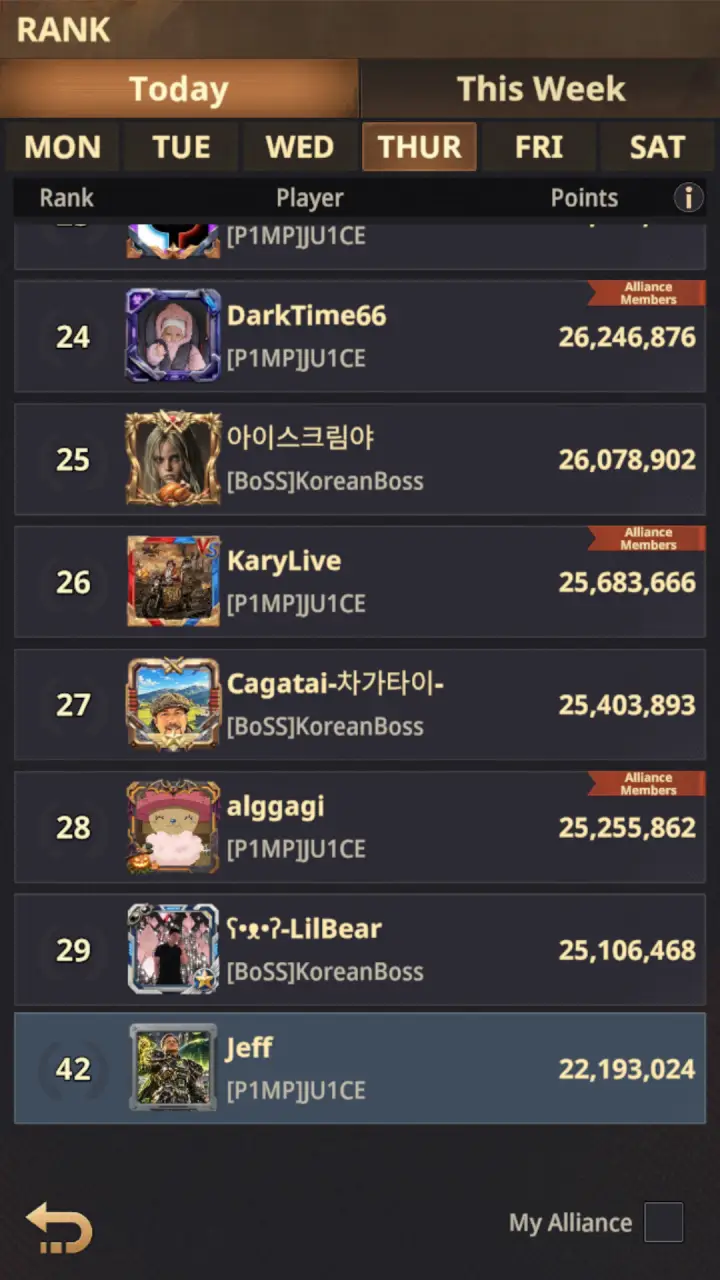 RANK
Today
This Week
MON TUE WED THUR FRI SAT
Rank Player Points i
[P1MP]JU1CE
Alliance Members
24 DarkTime66 26,246,876
[P1MP]JU1CE
25 아이스크림야 26,078,902
[BoSS]KoreanBoss
Alliance Members
26 KaryLive 25,683,666
[P1MP]JU1CE
27 Cagatai-차가타이- 25,403,893
[BoSS]KoreanBoss
Alliance Members
28 alggagi 25,255,862
[P1MP]JU1CE
29 ʕ•ᴥ•ʔ-LilBear 25,106,468
[BoSS]KoreanBoss
42 Jeff 22,193,024
[P1MP]JU1CE
My Alliance